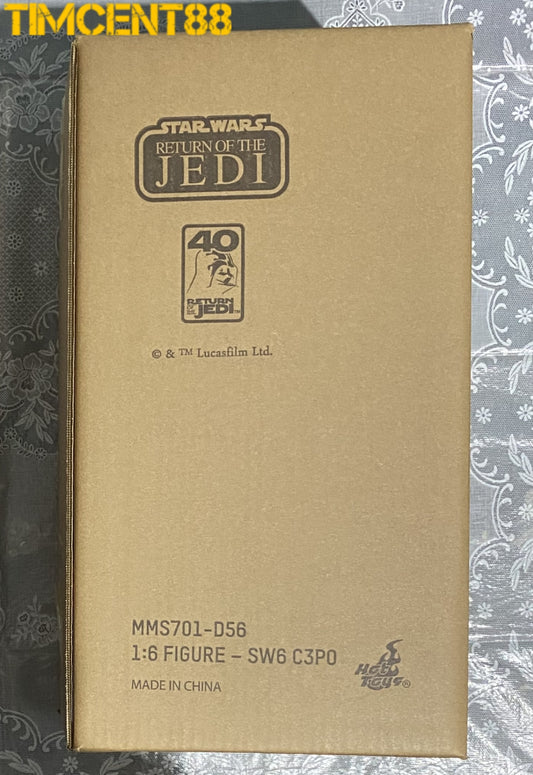 TIMCENT88
STAR WARS
RETURN OF THE
JEDI
40
RETURN
OF THE
JEDI™
© & ™ Lucasfilm Ltd.
MMS701-D56
1:6 FIGURE – SW6 C3PO
MADE IN CHINA
Hot
Toys®